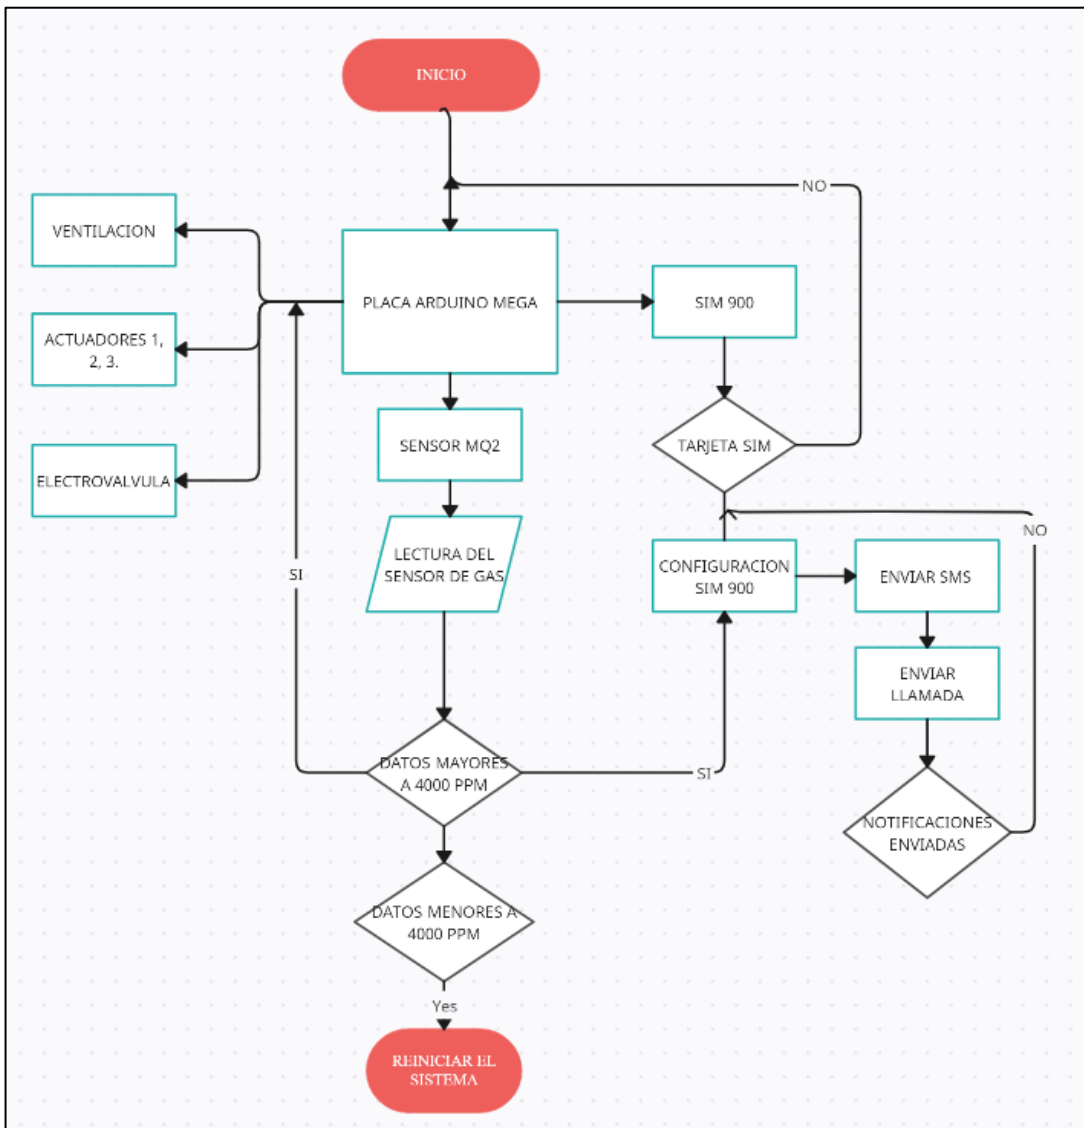 INICIO
NO
VENTILACION
PLACA ARDUINO MEGA
SIM 900
ACTUADORES 1,
2, 3.
SENSOR MQ2
TARJETA SIM
ELECTROVALVULA
NO
LECTURA DEL
SENSOR DE GAS
SI
CONFIGURACION
SIM 900
ENVIAR SMS
ENVIAR
LLAMADA
DATOS MAYORES
A 4000 PPM
SI
NOTIFICACIONES
ENVIADAS
DATOS MENORES A
4000 PPM
Yes
REINICIAR EL
SISTEMA